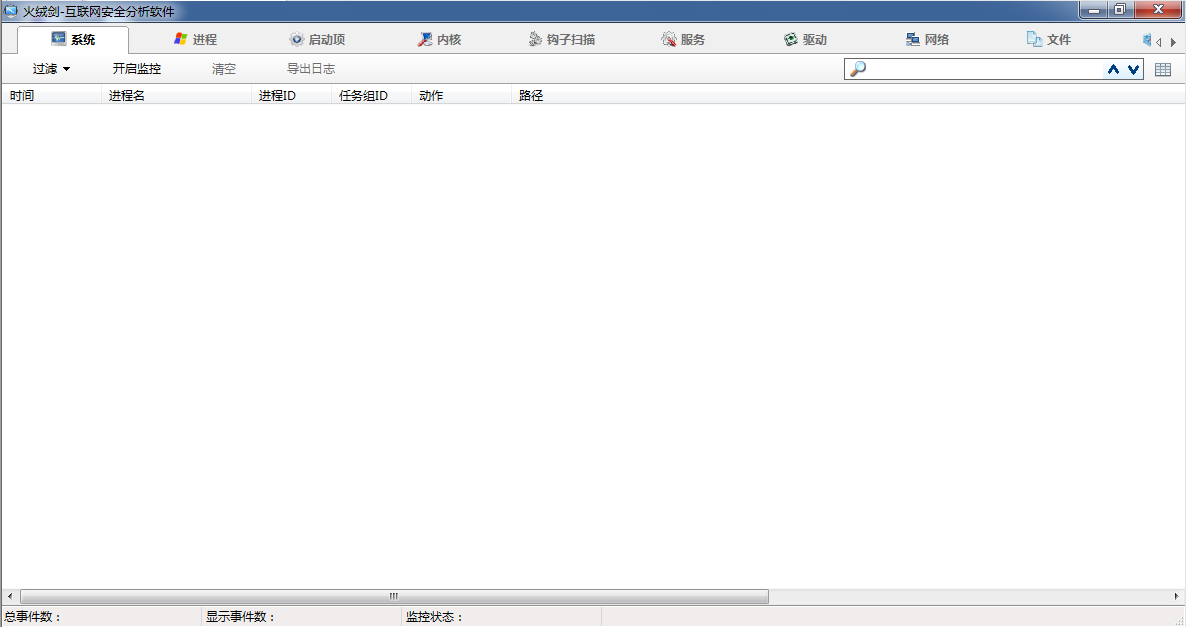 火绒剑-互联网安全分析软件
系统 进程 启动项 内核 钩子扫描 服务 驱动 网络 文件
过滤 开启监控 清空 导出日志
时间 进程名 进程ID 任务组ID 动作 路径
总事件数： 显示事件数： 监控状态：